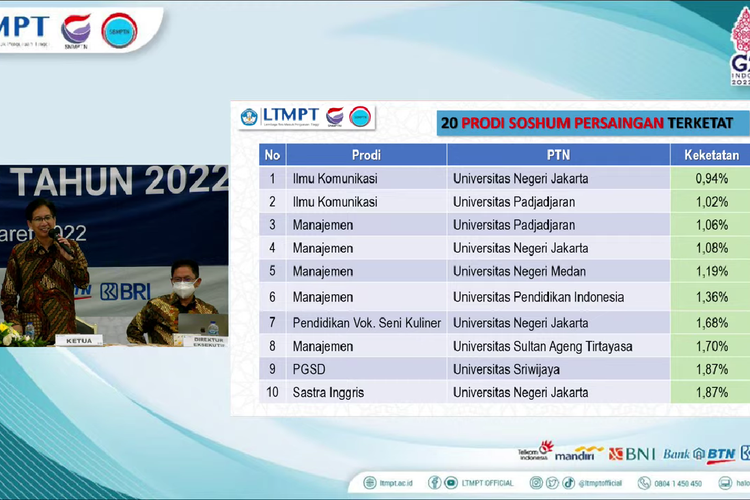 LTMPT
G20
INDONESIA
2022
LTMPT
20 PRODI SOSHUM PERSAINGAN TERKETAT
No Prodi PTN Keketatan
1 Ilmu Komunikasi Universitas Negeri Jakarta 0,94%
2 Ilmu Komunikasi Universitas Padjadjaran 1,02%
3 Manajemen Universitas Padjadjaran 1,06%
4 Manajemen Universitas Negeri Jakarta 1,08%
5 Manajemen Universitas Negeri Medan 1,19%
6 Manajemen Universitas Pendidikan Indonesia 1,36%
7 Pendidikan Vok. Seni Kuliner Universitas Negeri Jakarta 1,68%
8 Manajemen Universitas Sultan Ageng Tirtayasa 1,70%
9 PGSD Universitas Sriwijaya 1,87%
10 Sastra Inggris Universitas Negeri Jakarta 1,87%
TAHUN 2022
2022
BTN BRI
KETUA
DIREKTUR
EKSEKUTIF
Telkom
Indonesia
mandiri
BNI
Bank BTN
ltmpt.ac.id
LTMPT OFFICIAL
@ltmptofficial
0804 1 450 450
halo